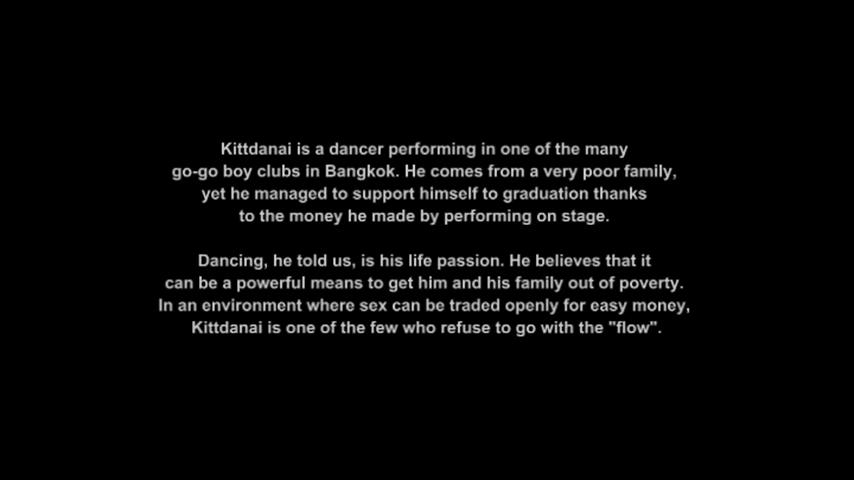 Kittdanai is a dancer performing in one of the many
go-go boy clubs in Bangkok. He comes from a very poor family,
yet he managed to support himself to graduation thanks
to the money he made by performing on stage.
Dancing, he told us, is his life passion. He believes that it
can be a powerful means to get him and his family out of poverty.
In an environment where sex can be traded openly for easy money,
Kittdanai is one of the few who refuse to go with the "flow".